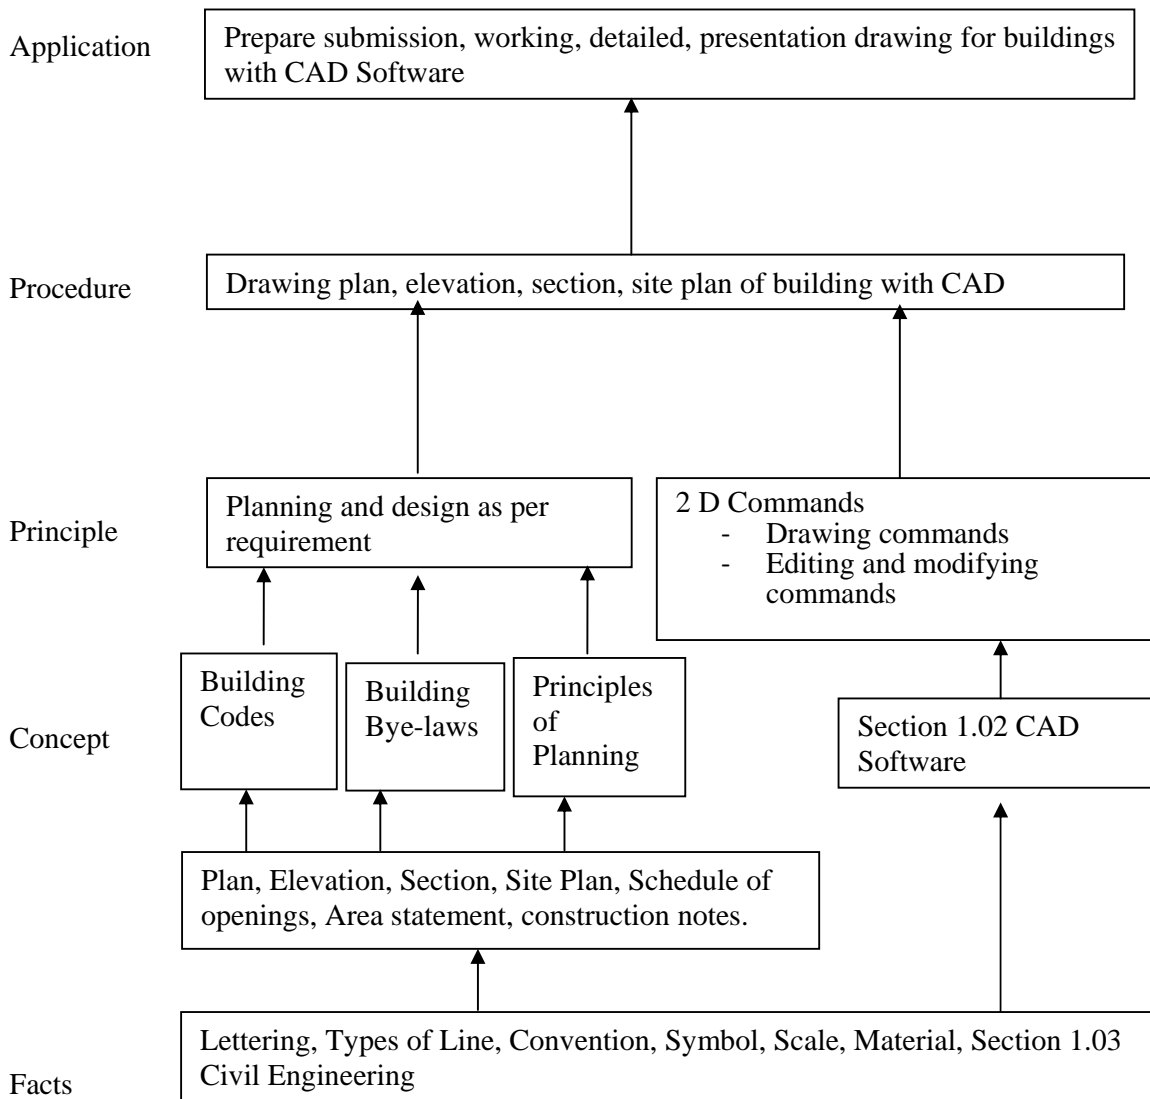 Application
Prepare submission, working, detailed, presentation drawing for buildings
with CAD Software
Procedure
Drawing plan, elevation, section, site plan of building with CAD
Principle
Planning and design as per
requirement
2 D Commands
- Drawing commands
- Editing and modifying
commands
Concept
Building
Codes
Building
Bye-laws
Principles
of
Planning
Section 1.02 CAD
Software
Plan, Elevation, Section, Site Plan, Schedule of
openings, Area statement, construction notes.
Facts
Lettering, Types of Line, Convention, Symbol, Scale, Material, Section 1.03
Civil Engineering